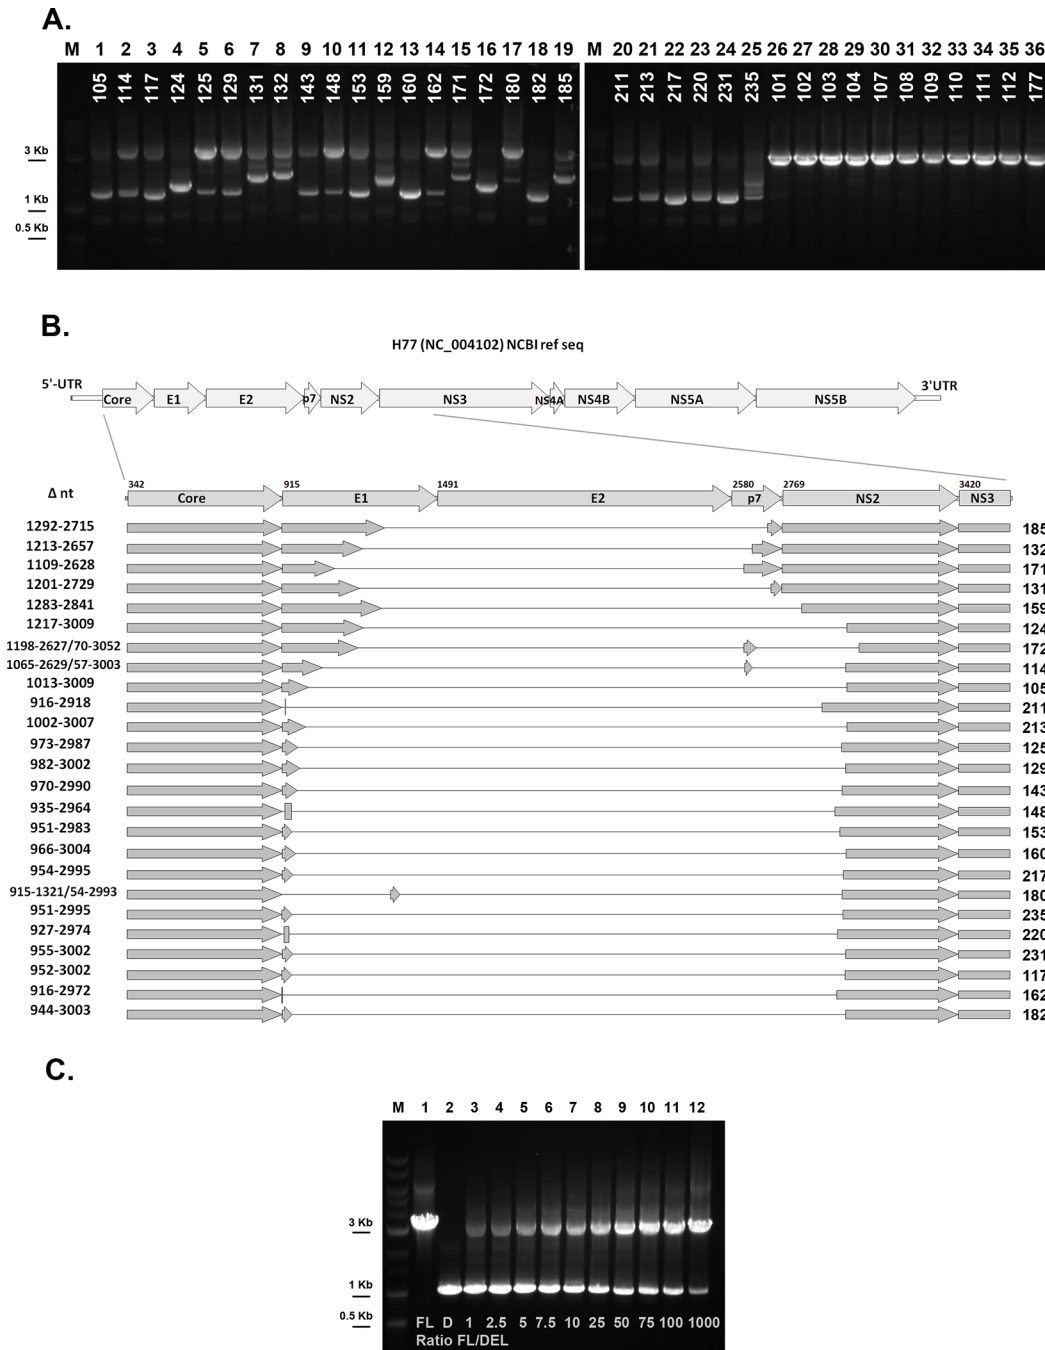 A.
M 1 2 3 4 5 6 7 8 9 10 11 12 13 14 15 16 17 18 19 M 20 21 22 23 24 25 26 27 28 29 30 31 32 33 34 35 36
105 114 117 124 125 129 131 132 143 148 153 159 160 162 171 172 180 182 185 211 213 217 220 231 235 101 102 103 104 107 108 109 110 111 112 177
3 Kb
1 Kb
0.5 Kb
B.
H77 (NC_004102) NCBI ref seq
5'-UTR 3'UTR
Core E1 E2 p7 NS2 NS3 NS4A NS4B NS5A NS5B
342 915 1491 2580 2769 3420
Δ nt Core E1 E2 p7 NS2 NS3
1292-2715 185
1213-2657 132
1109-2628 171
1201-2729 131
1283-2841 159
1217-3009 124
1198-2627/70-3052 172
1065-2629/57-3003 114
1013-3009 105
916-2918 211
1002-3007 213
973-2987 125
982-3002 129
970-2990 143
935-2964 148
951-2983 153
966-3004 160
954-2995 217
915-1321/54-2993 180
951-2995 235
927-2974 220
955-3002 231
952-3002 117
916-2972 162
944-3003 182
C.
M 1 2 3 4 5 6 7 8 9 10 11 12
3 Kb
1 Kb
0.5 Kb
FL D 1 2.5 5 7.5 10 25 50 75 100 1000
Ratio FL/DEL